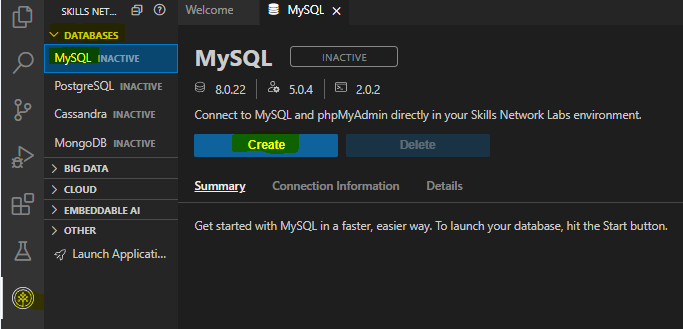 SKILLS NET...
DATABASES
MySQL INACTIVE
PostgreSQL INACTIVE
Cassandra INACTIVE
MongoDB INACTIVE
BIG DATA
CLOUD
EMBEDDABLE AI
OTHER
Launch Applicati...
Welcome
MySQL
MySQL INACTIVE
8.0.22 5.0.4 2.0.2
Connect to MySQL and phpMyAdmin directly in your Skills Network Labs environment.
Create Delete
Summary Connection Information Details
Get started with MySQL in a faster, easier way. To launch your database, hit the Start button.